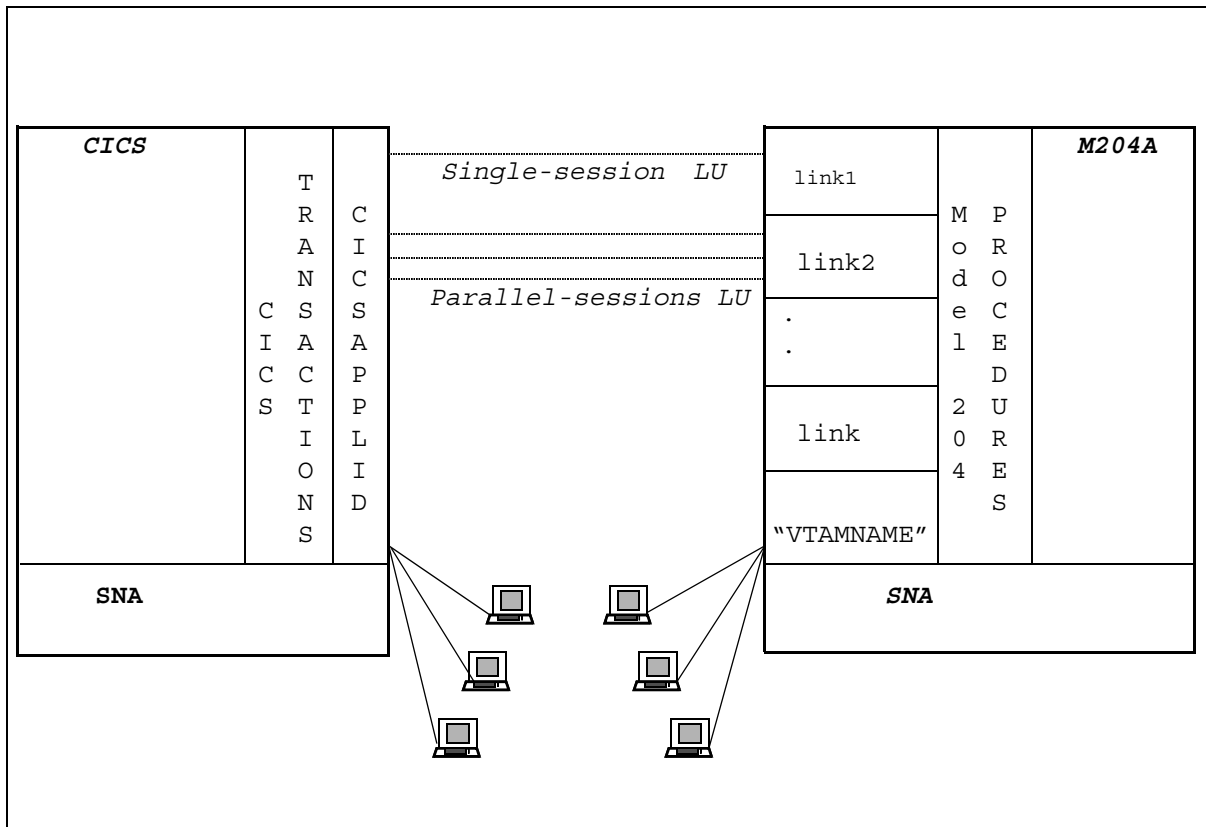 CICS
CICS
TRANSACTIONS
CICSAPPLID
SNA
Single-session LU
Parallel-sessions LU
link1
link2
.
.
link
“VTAMNAME”
Model 204
PROCEDURES
M204A
SNA